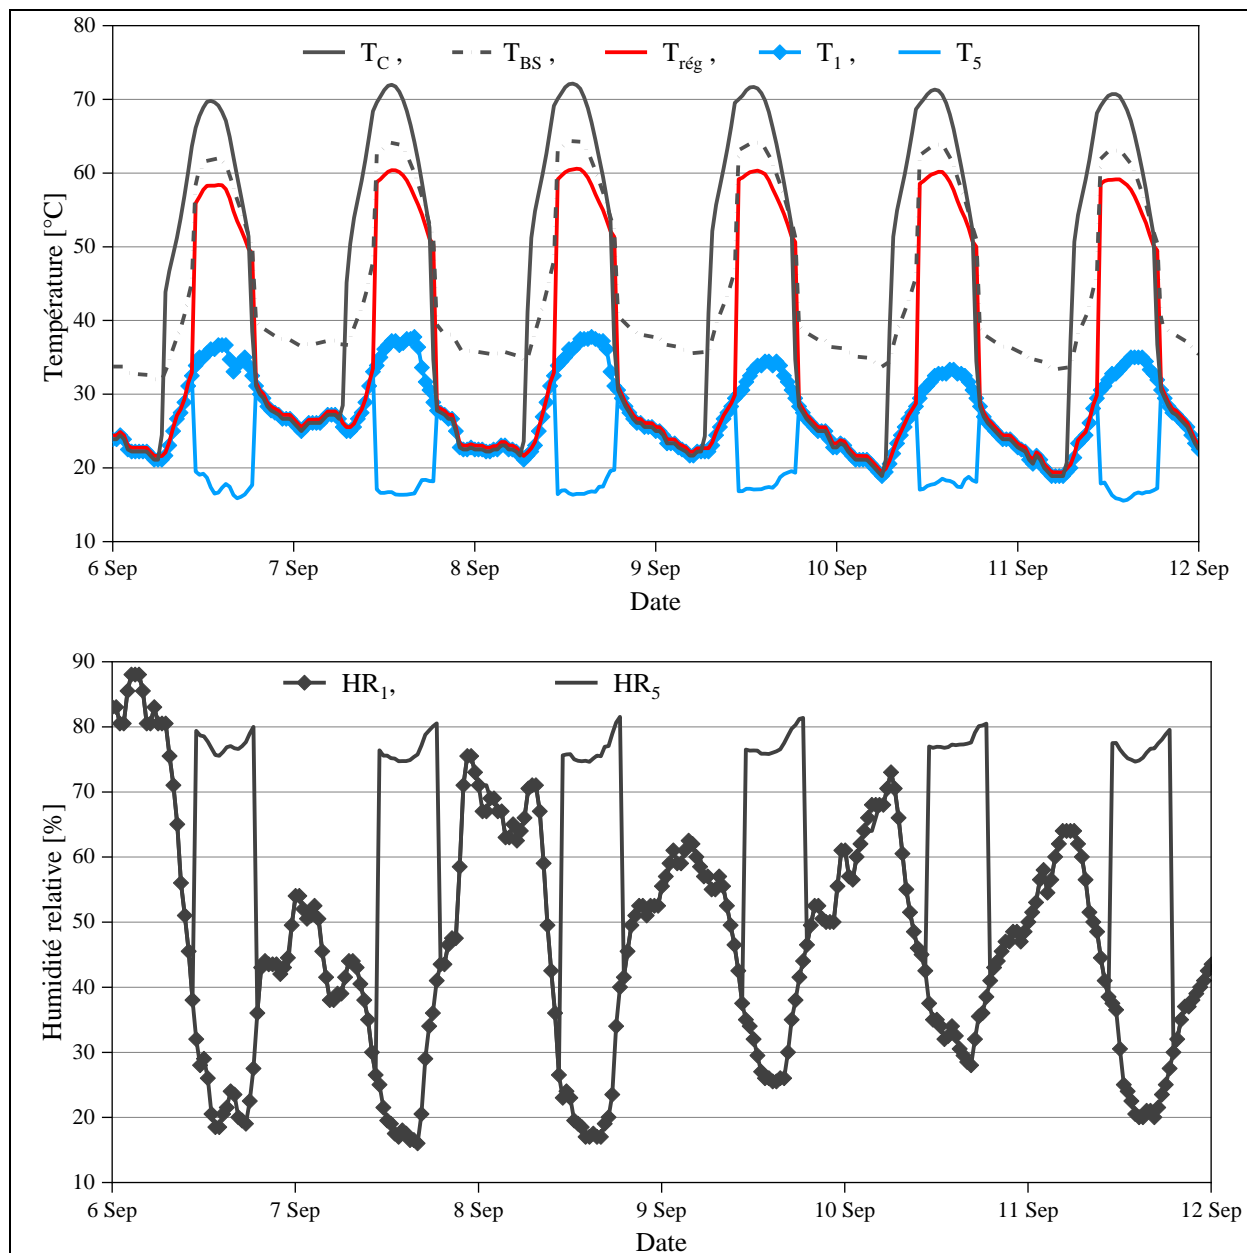 80
T_C , T_BS , T_rég , T_1 , T_5
70
60
50
40
30
20
10
Température [°C]
6 Sep 7 Sep 8 Sep 9 Sep 10 Sep 11 Sep 12 Sep
Date
90
HR_1, HR_5
80
70
60
50
40
30
20
10
Humidité relative [%]
6 Sep 7 Sep 8 Sep 9 Sep 10 Sep 11 Sep 12 Sep
Date